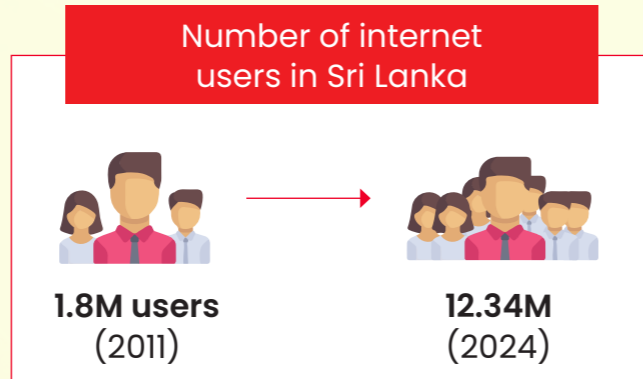 Number of internet
users in Sri Lanka
1.8M users
(2011)
12.34M
(2024)